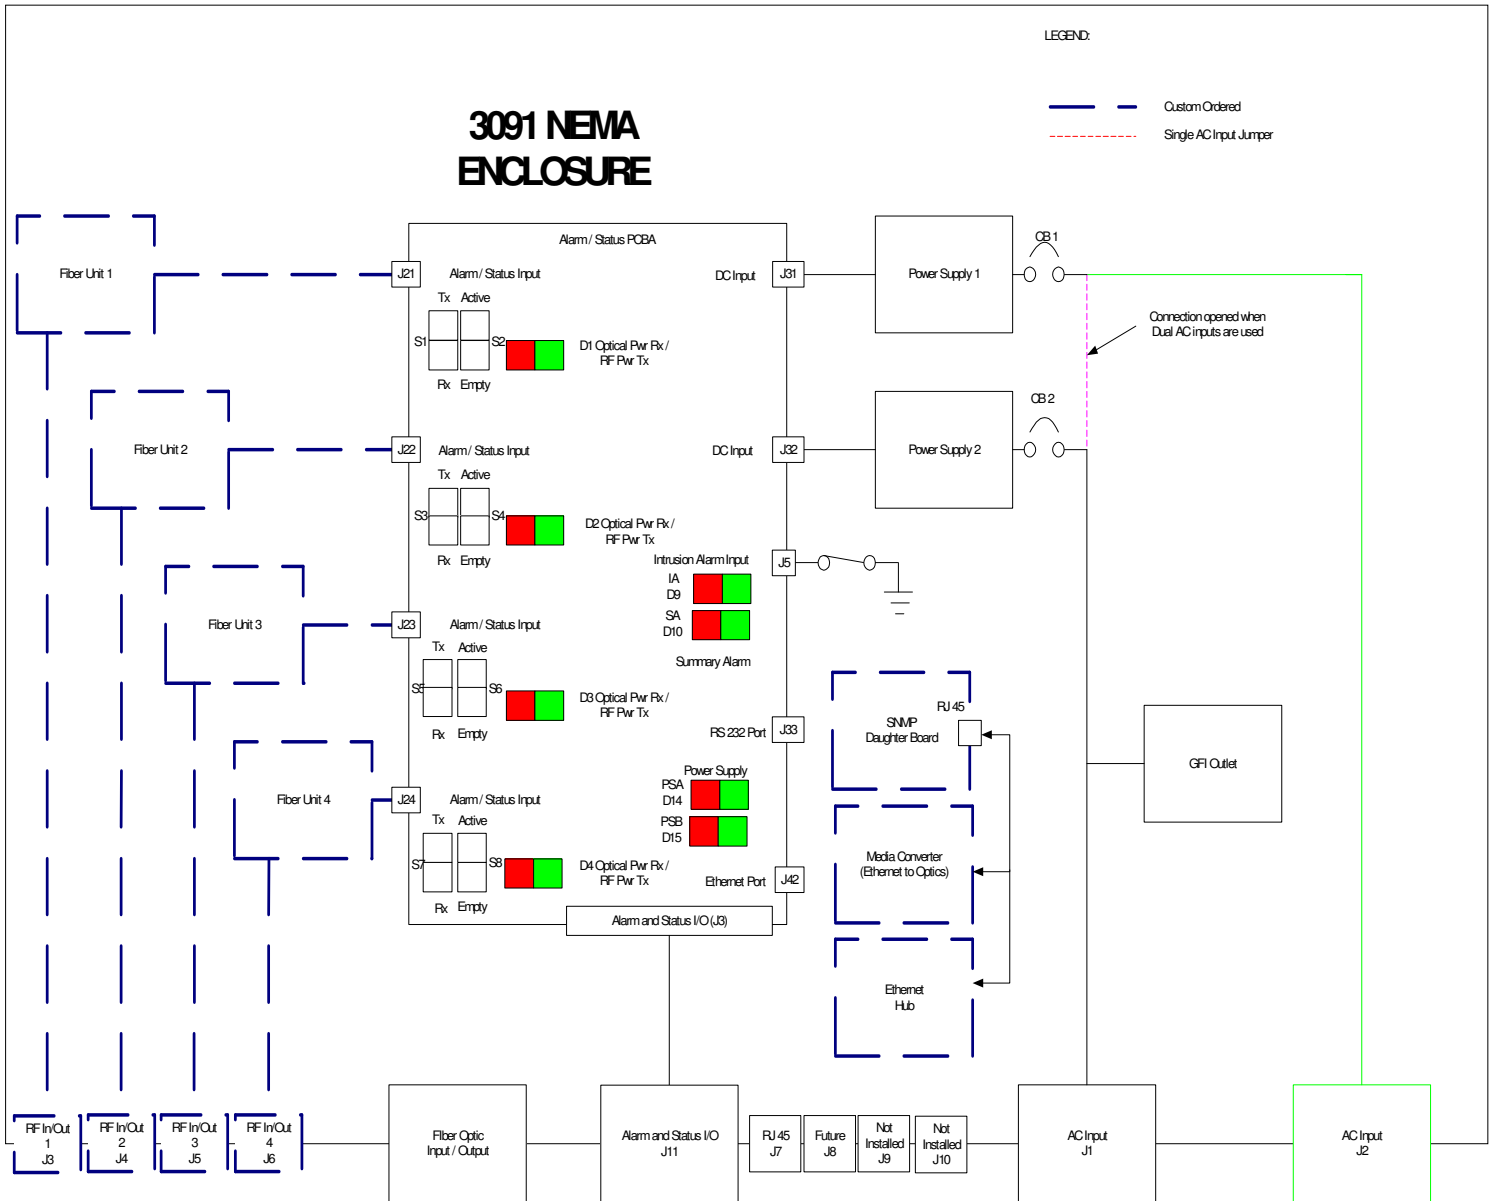 LEGEND:
Custom Ordered
Single AC Input Jumper
3091 NEMA
ENCLOSURE
Alarm / Status PCBA
Fiber Unit 1
J21
Alarm / Status Input
DC Input
J31
Power Supply 1
CB 1
Tx Active
S1
S2
D1 Optical Pwr Rx /
RF Pwr Tx
Rx Empty
Connection opened when
Dual AC inputs are used
Fiber Unit 2
J22
Alarm / Status Input
DC Input
J32
Power Supply 2
CB 2
Tx Active
S3
S4
D2 Optical Pwr Rx /
RF Pwr Tx
Rx Empty
Intrusion Alarm Input
J5
IA
D9
SA
D10
Summary Alarm
Fiber Unit 3
J23
Alarm / Status Input
Tx Active
S5
S6
D3 Optical Pwr Rx /
RF Pwr Tx
Rx Empty
RS 232 Port
J33
RJ 45
SNMP
Daughter Board
GFI Outlet
Power Supply
PSA
D14
PSB
D15
Fiber Unit 4
J24
Alarm / Status Input
Tx Active
S7
S8
D4 Optical Pwr Rx /
RF Pwr Tx
Rx Empty
Ethernet Port
J42
Media Converter
(Ethernet to Optics)
Alarm and Status I/O (J3)
Ethernet
Hub
RF In/Out
1
J3
RF In/Out
2
J4
RF In/Out
3
J5
RF In/Out
4
J6
FIber Optic
Input / Output
Alarm and Status I/O
J11
RJ 45
J7
Future
J8
Not
Installed
J9
Not
Installed
J10
AC Input
J1
AC Input
J2